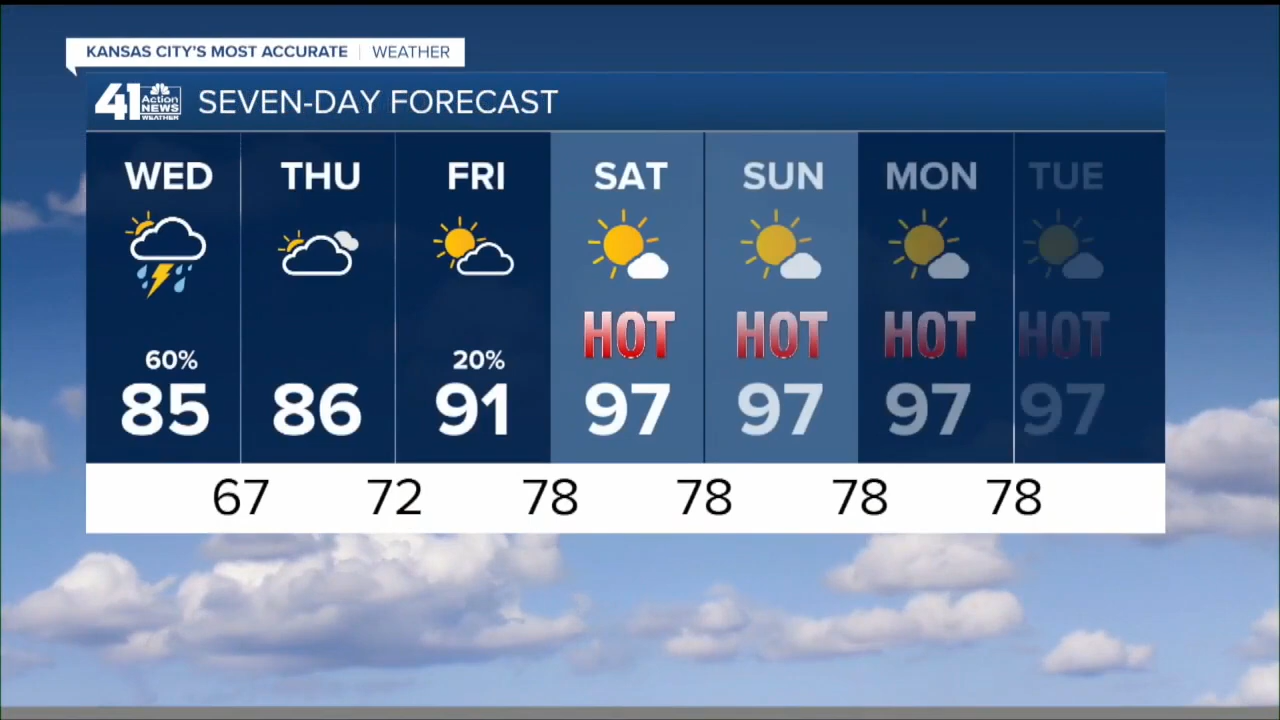 KANSAS CITY'S MOST ACCURATE | WEATHER
41 Action NEWS WEATHER SEVEN-DAY FORECAST
WED THU FRI SAT SUN MON TUE
HOT HOT HOT HOT
60% 20%
85 86 91 97 97 97 97
67 72 78 78 78 78